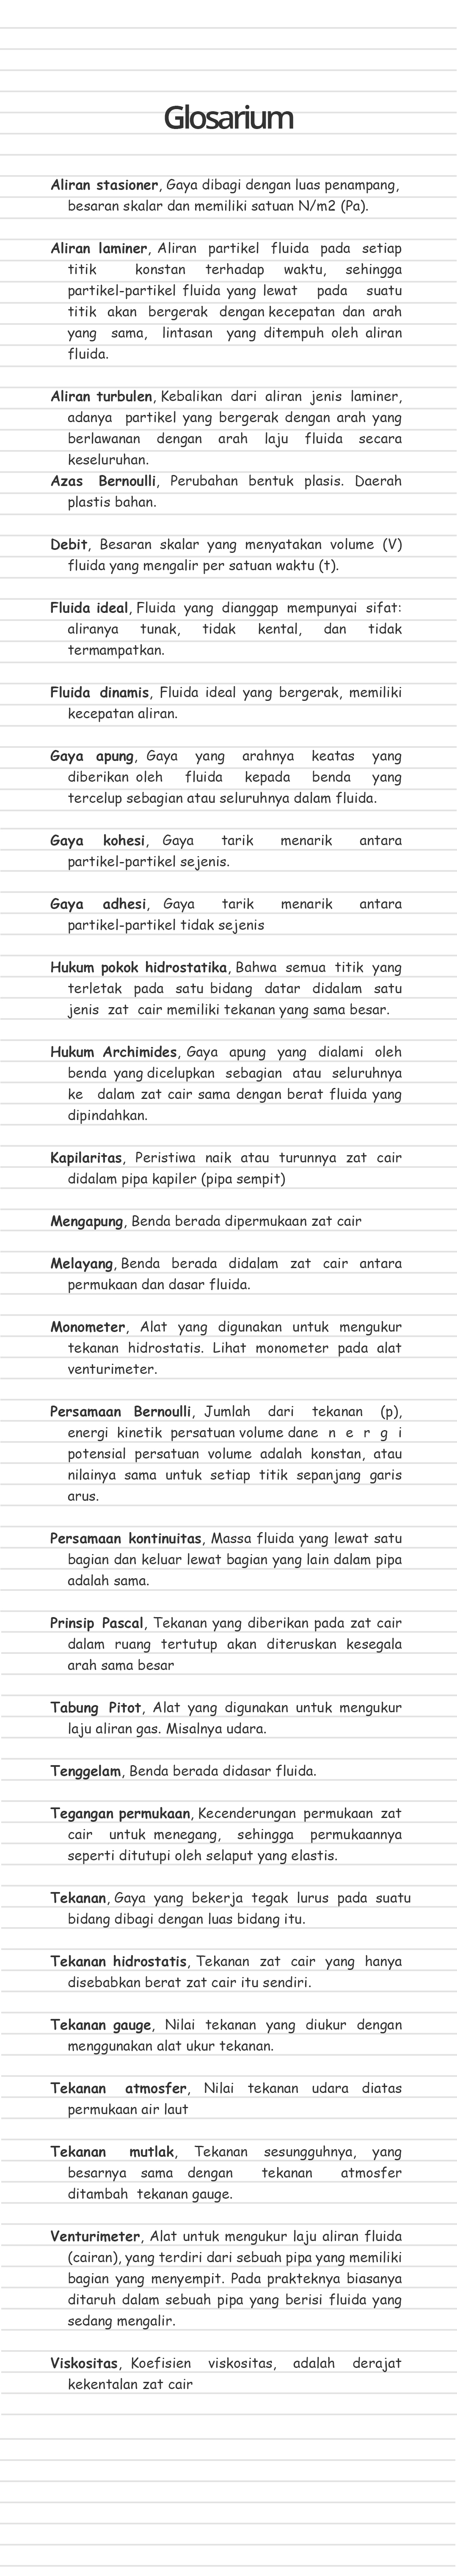 Glosarium
Aliran stasioner, Gaya dibagi dengan luas penampang,
besaran skalar dan memiliki satuan N/m2 (Pa).
Aliran laminer, Aliran partikel fluida pada setiap
titik konstan terhadap waktu, sehingga
partikel-partikel fluida yang lewat pada suatu
titik akan bergerak dengan kecepatan dan arah
yang sama, lintasan yang ditempuh oleh aliran
fluida.
Aliran turbulen, Kebalikan dari aliran jenis laminer,
adanya partikel yang bergerak dengan arah yang
berlawanan dengan arah laju fluida secara
keseluruhan.
Azas Bernoulli, Perubahan bentuk plasis. Daerah
plastis bahan.
Debit, Besaran skalar yang menyatakan volume (V)
fluida yang mengalir per satuan waktu (t).
Fluida ideal, Fluida yang dianggap mempunyai sifat:
aliranya tunak, tidak kental, dan tidak
termampatkan.
Fluida dinamis, Fluida ideal yang bergerak, memiliki
kecepatan aliran.
Gaya apung, Gaya yang arahnya keatas yang
diberikan oleh fluida kepada benda yang
tercelup sebagian atau seluruhnya dalam fluida.
Gaya kohesi, Gaya tarik menarik antara
partikel-partikel sejenis.
Gaya adhesi, Gaya tarik menarik antara
partikel-partikel tidak sejenis
Hukum pokok hidrostatika, Bahwa semua titik yang
terletak pada satu bidang datar didalam satu
jenis zat cair memiliki tekanan yang sama besar.
Hukum Archimides, Gaya apung yang dialami oleh
benda yang dicelupkan sebagian atau seluruhnya
ke dalam zat cair sama dengan berat fluida yang
dipindahkan.
Kapilaritas, Peristiwa naik atau turunnya zat cair
didalam pipa kapiler (pipa sempit)
Mengapung, Benda berada dipermukaan zat cair
Melayang, Benda berada didalam zat cair antara
permukaan dan dasar fluida.
Monometer, Alat yang digunakan untuk mengukur
tekanan hidrostatis. Lihat monometer pada alat
venturimeter.
Persamaan Bernoulli, Jumlah dari tekanan (p),
energi kinetik persatuan volume dane n e r g i
potensial persatuan volume adalah konstan, atau
nilainya sama untuk setiap titik sepanjang garis
arus.
Persamaan kontinuitas, Massa fluida yang lewat satu
bagian dan keluar lewat bagian yang lain dalam pipa
adalah sama.
Prinsip Pascal, Tekanan yang diberikan pada zat cair
dalam ruang tertutup akan diteruskan kesegala
arah sama besar
Tabung Pitot, Alat yang digunakan untuk mengukur
laju aliran gas. Misalnya udara.
Tenggelam, Benda berada didasar fluida.
Tegangan permukaan, Kecenderungan permukaan zat
cair untuk menegang, sehingga permukaannya
seperti ditutupi oleh selaput yang elastis.
Tekanan, Gaya yang bekerja tegak lurus pada suatu
bidang dibagi dengan luas bidang itu.
Tekanan hidrostatis, Tekanan zat cair yang hanya
disebabkan berat zat cair itu sendiri.
Tekanan gauge, Nilai tekanan yang diukur dengan
menggunakan alat ukur tekanan.
Tekanan atmosfer, Nilai tekanan udara diatas
permukaan air laut
Tekanan mutlak, Tekanan sesungguhnya, yang
besarnya sama dengan tekanan atmosfer
ditambah tekanan gauge.
Venturimeter, Alat untuk mengukur laju aliran fluida
(cairan), yang terdiri dari sebuah pipa yang memiliki
bagian yang menyempit. Pada prakteknya biasanya
ditaruh dalam sebuah pipa yang berisi fluida yang
sedang mengalir.
Viskositas, Koefisien viskositas, adalah derajat
kekentalan zat cair